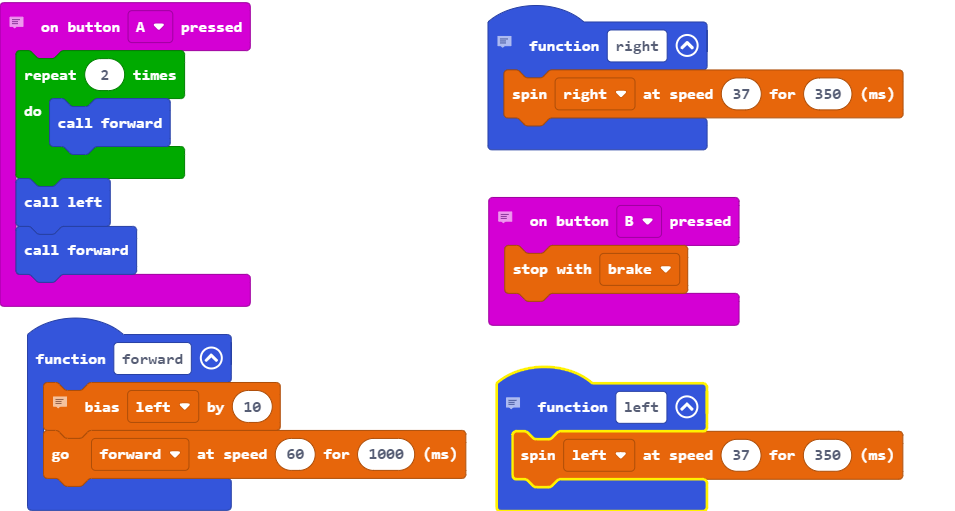 on button A pressed
repeat 2 times
do
call forward
call left
call forward
function forward
bias left by 10
go forward at speed 60 for 1000 (ms)
function right
spin right at speed 37 for 350 (ms)
on button B pressed
stop with brake
function left
spin left at speed 37 for 350 (ms)